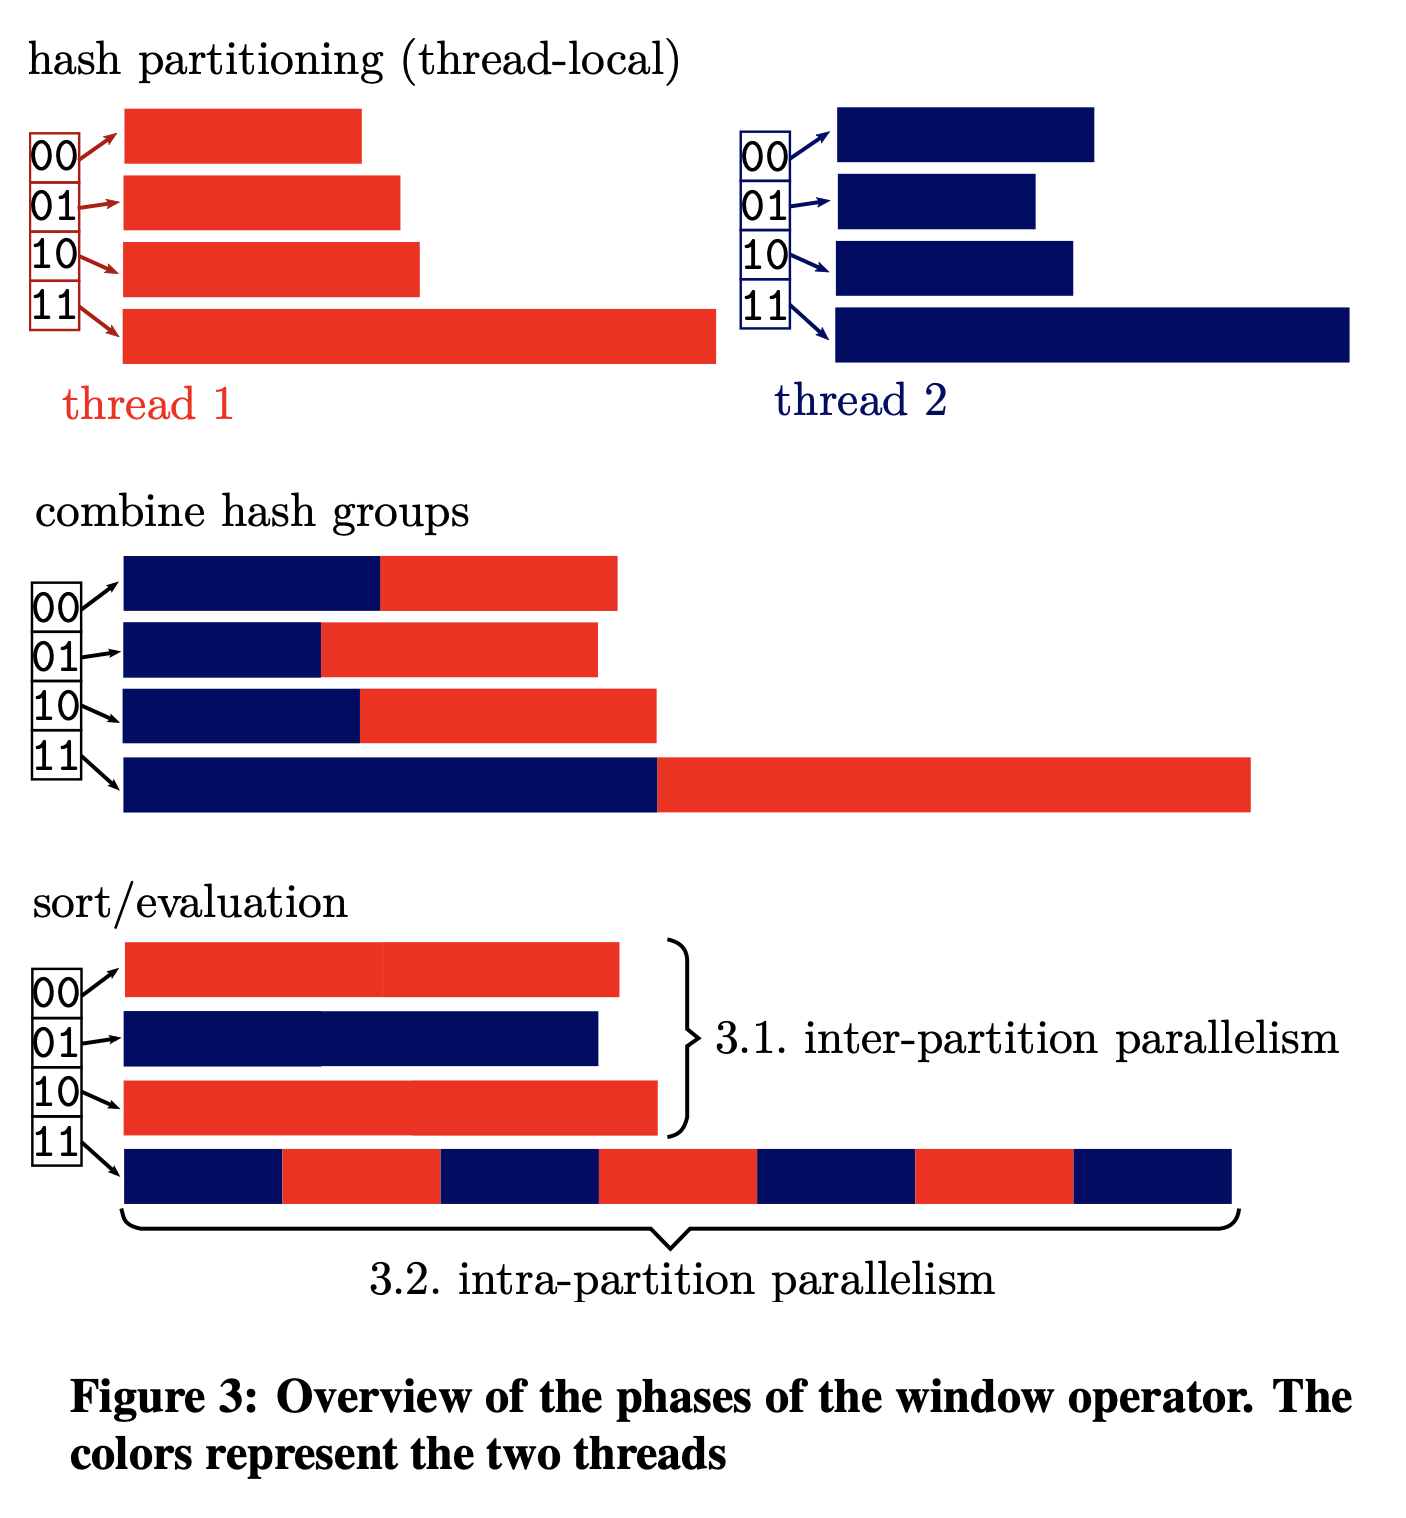 hash partitioning (thread-local)
00
01
10
11
thread 1
00
01
10
11
thread 2
combine hash groups
00
01
10
11
sort/evaluation
00
01
10
11
3.1. inter-partition parallelism
3.2. intra-partition parallelism
Figure 3: Overview of the phases of the window operator. The
colors represent the two threads